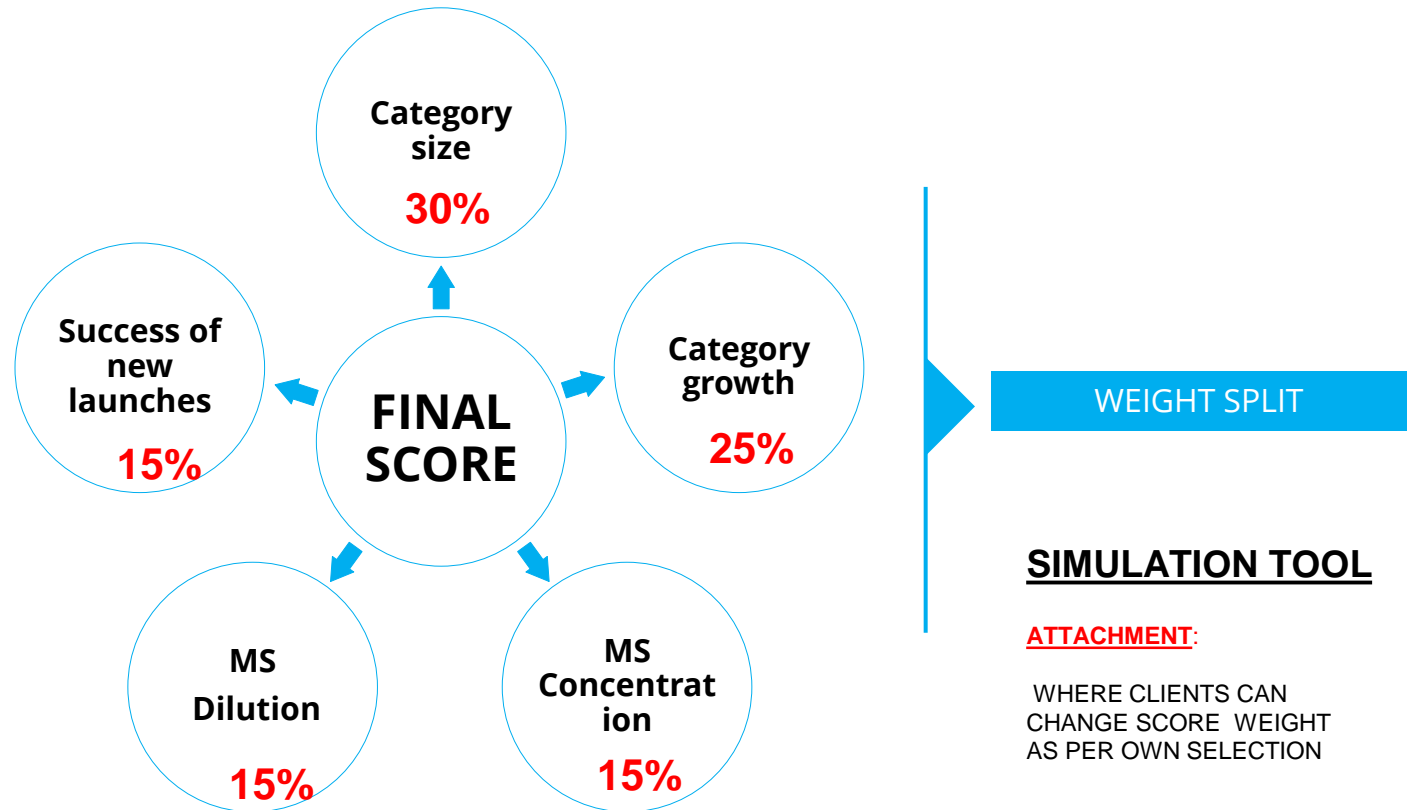 Category
size
30%
Success of
new
launches
15%
FINAL
SCORE
Category
growth
25%
MS
Dilution
15%
MS
Concentrat
ion
15%
WEIGHT SPLIT
SIMULATION TOOL
ATTACHMENT:
WHERE CLIENTS CAN
CHANGE SCORE WEIGHT
AS PER OWN SELECTION